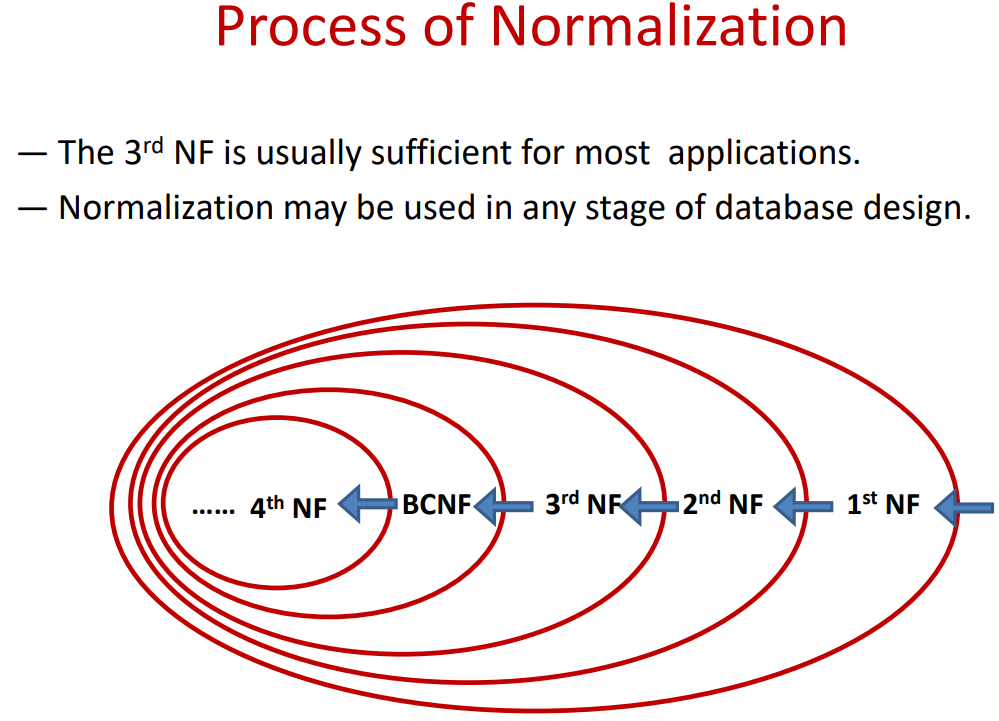 Process of Normalization
— The 3rd NF is usually sufficient for most applications.
— Normalization may be used in any stage of database design.
...... 4th NF BCNF 3rd NF 2nd NF 1st NF